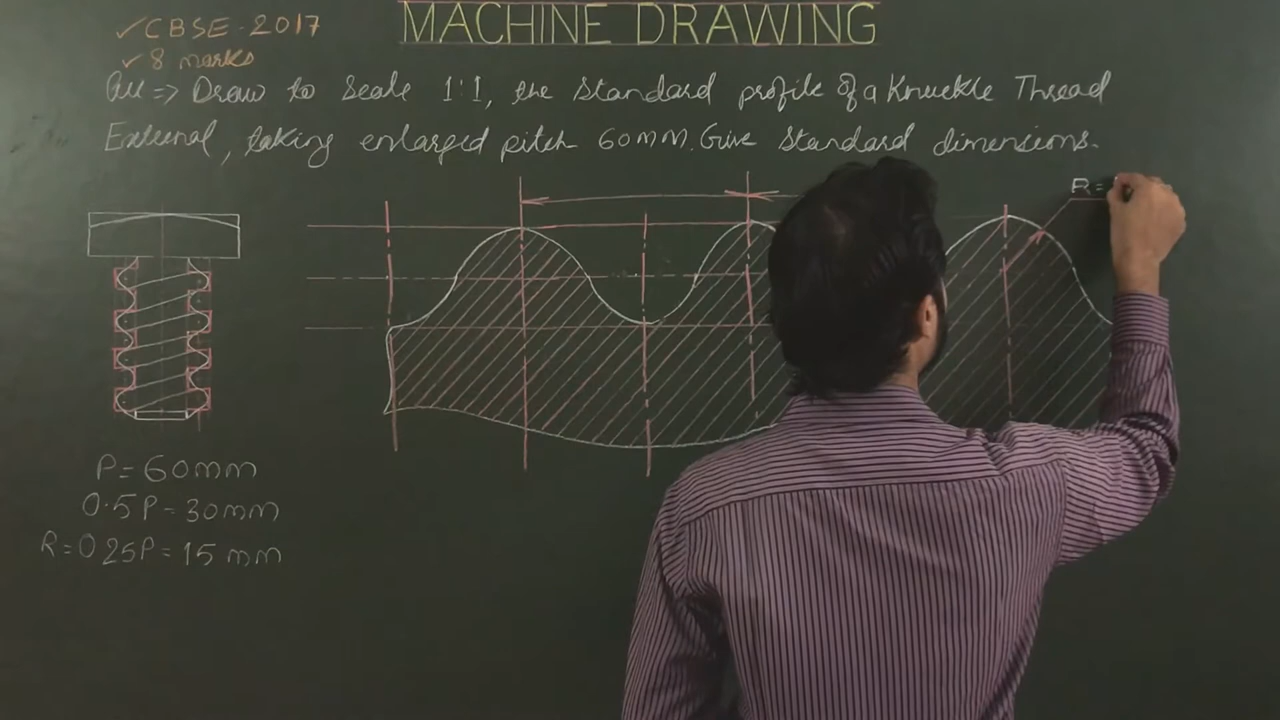 ✓CBSE-2017
✓8 marks
MACHINE DRAWING
Qu ⇒ Draw to Scale 1:1, the Standard profile of a Knuckle Thread
External, taking enlarged pitch 60MM. Give Standard dimensions.
R=
P=60mm
0.5P=30mm
R=0.25P=15mm